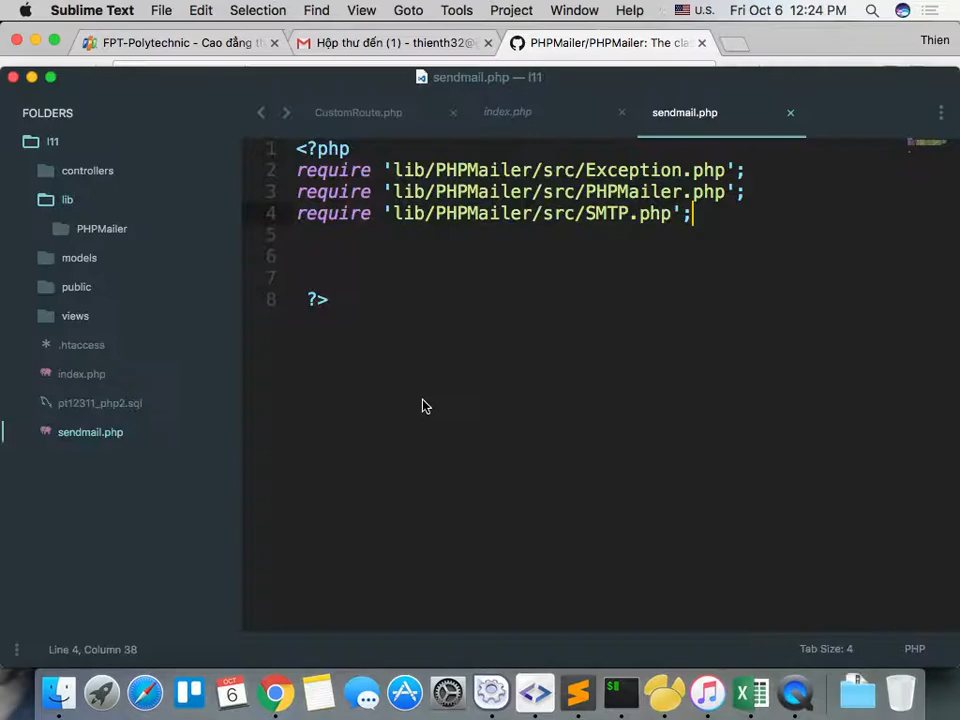 Sublime Text File Edit Selection Find View Goto Tools Project Window Help U.S. Fri Oct 6 12:24 PM
FPT-Polytechnic - Cao đẳng th
Hộp thư đến (1) - thienth32@
PHPMailer/PHPMailer: The cla
Thien
sendmail.php — l11
FOLDERS
l11
controllers
lib
PHPMailer
models
public
views
.htaccess
index.php
pt12311_php2.sql
sendmail.php
CustomRoute.php index.php sendmail.php
1 <?php
2 require 'lib/PHPMailer/src/Exception.php';
3 require 'lib/PHPMailer/src/PHPMailer.php';
4 require 'lib/PHPMailer/src/SMTP.php';
5
6
7
8 ?>
Line 4, Column 38 Tab Size: 4 PHP
OCT
6